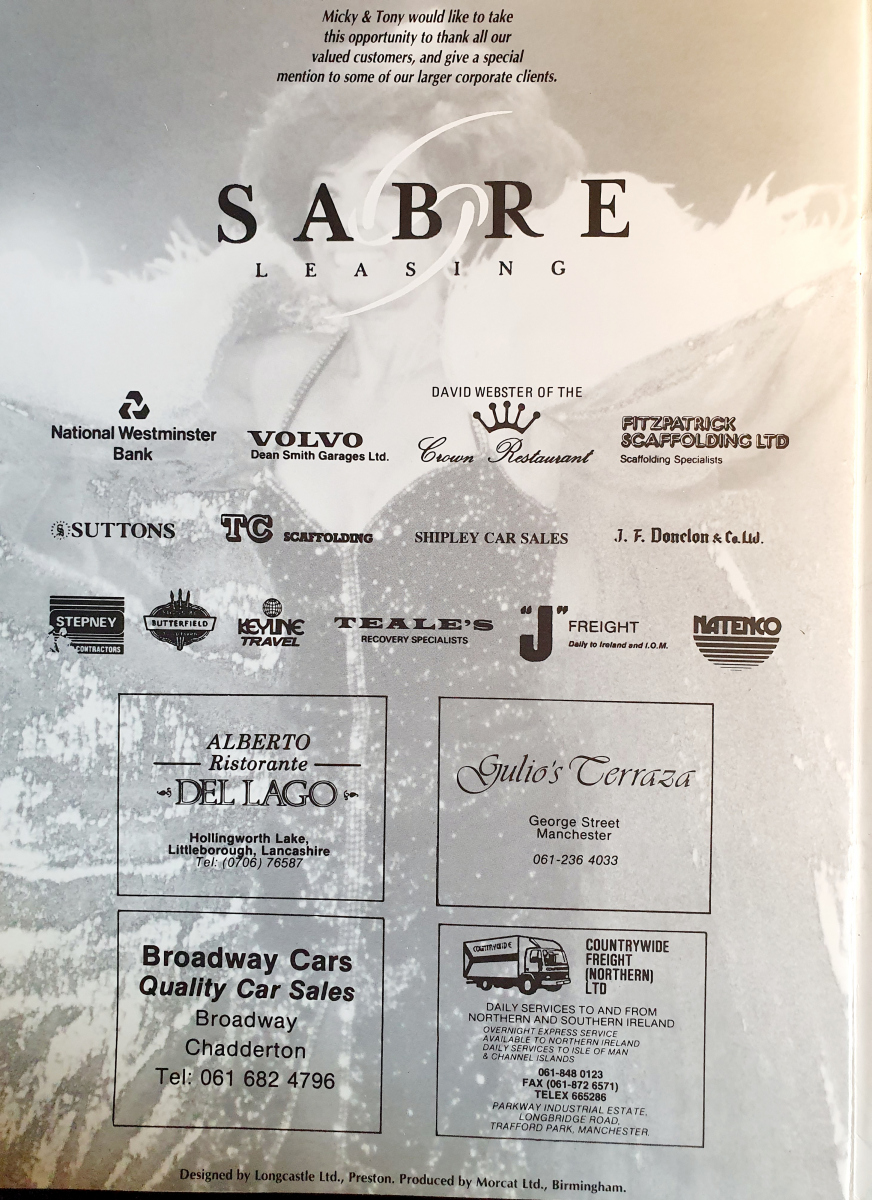 Micky & Tony would like to take
this opportunity to thank all our
valued customers, and give a special
mention to some of our larger corporate clients.
SABRE
LEASING
National Westminster
Bank
VOLVO
Dean Smith Garages Ltd.
DAVID WEBSTER OF THE
Crown Restaurant
FITZPATRICK
SCAFFOLDING LTD
Scaffolding Specialists
SUTTONS
TC SCAFFOLDING
SHIPLEY CAR SALES
J. F. Donelon & Co. Ltd.
STEPNEY
CONTRACTORS
BUTTERFIELD
KEYLINE
TRAVEL
TEALE'S
RECOVERY SPECIALISTS
"J" FREIGHT
Daily to Ireland and I.O.M.
NATENCO
ALBERTO
Ristorante
DEL LAGO
Hollingworth Lake,
Littleborough, Lancashire
Tel: (0706) 76587
Gulio's Terraza
George Street
Manchester
061-236 4033
Broadway Cars
Quality Car Sales
Broadway
Chadderton
Tel: 061 682 4796
COUNTRYWIDE
COUNTRYWIDE
FREIGHT
(NORTHERN)
LTD
DAILY SERVICES TO AND FROM
NORTHERN AND SOUTHERN IRELAND
OVERNIGHT EXPRESS SERVICE
AVAILABLE TO NORTHERN IRELAND
DAILY SERVICES TO ISLE OF MAN
& CHANNEL ISLANDS
061-848 0123
FAX (061-872 6571)
TELEX 665286
PARKWAY INDUSTRIAL ESTATE,
LONGBRIDGE ROAD,
TRAFFORD PARK, MANCHESTER.
Designed by Longcastle Ltd., Preston. Produced by Morcat Ltd., Birmingham.